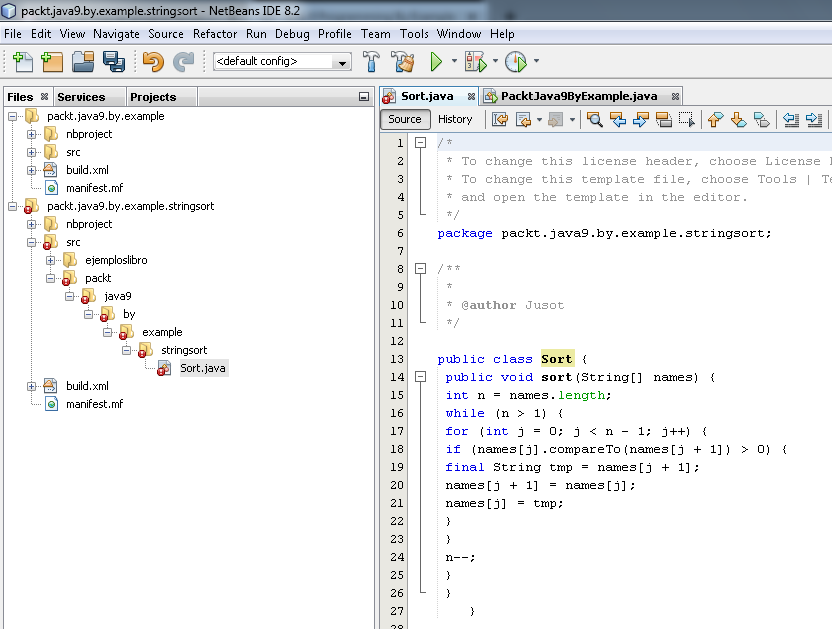 packt.java9.by.example.stringsort - NetBeans IDE 8.2
File Edit View Navigate Source Refactor Run Debug Profile Team Tools Window Help
<default config>
Files Services Projects
packt.java9.by.example
nbproject
src
build.xml
manifest.mf
packt.java9.by.example.stringsort
nbproject
src
ejemploslibro
packt
java9
by
example
stringsort
Sort.java
build.xml
manifest.mf
Sort.java PacktJava9ByExample.java
Source History
1 /*
2 * To change this license header, choose License
3 * To change this template file, choose Tools |
4 * and open the template in the editor.
5 */
6 package packt.java9.by.example.stringsort;
7
8 /**
9 *
10 * @author Jusot
11 */
12
13 public class Sort {
14 public void sort(String[] names) {
15 int n = names.length;
16 while (n > 1) {
17 for (int j = 0; j < n - 1; j++) {
18 if (names[j].compareTo(names[j + 1]) > 0) {
19 final String tmp = names[j + 1];
20 names[j + 1] = names[j];
21 names[j] = tmp;
22 }
23 }
24 n--;
25 }
26 }
27 }